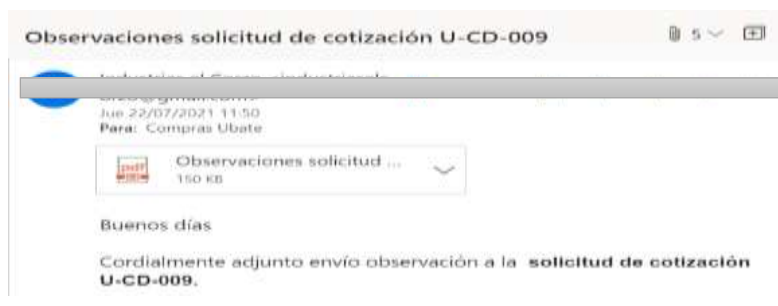 Observaciones solicitud de cotización U-CD-009
5
Jue 22/07/2021 11:50
Para: Compras Ubate
pdf
Observaciones solicitud ...
150 KB
Buenos días
Cordialmente adjunto envío observación a la solicitud de cotización
U-CD-009.